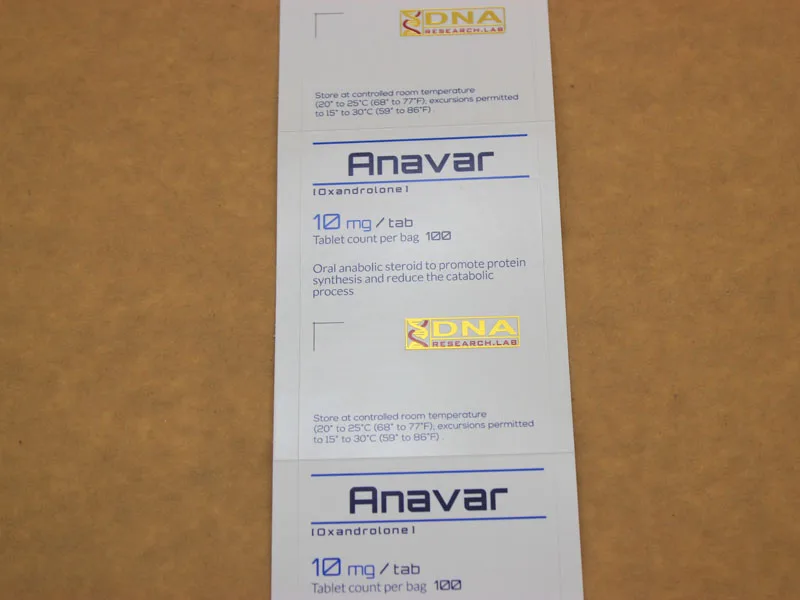 DNA
RESEARCH.LAB
Store at controlled room temperature
(20° to 25°C (68° to 77°F); excursions permitted
to 15° to 30°C (59° to 86°F) .
Anavar
[Oxandrolone]
10 mg / tab
Tablet count per bag 100
Oral anabolic steroid to promote protein
synthesis and reduce the catabolic
process
DNA
RESEARCH.LAB
Store at controlled room temperature
(20° to 25°C (68° to 77°F); excursions permitted
to 15° to 30°C (59° to 86°F) .
Anavar
[Oxandrolone]
10 mg / tab
Tablet count per bag 100